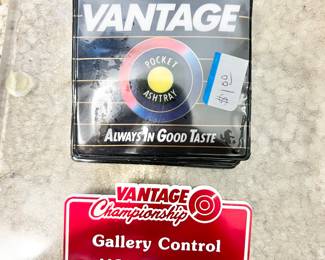 VANTAGE
POCKET
ASHTRAY
$1.00
ALWAYS IN GOOD TASTE
VANTAGE
Championship
Gallery Control